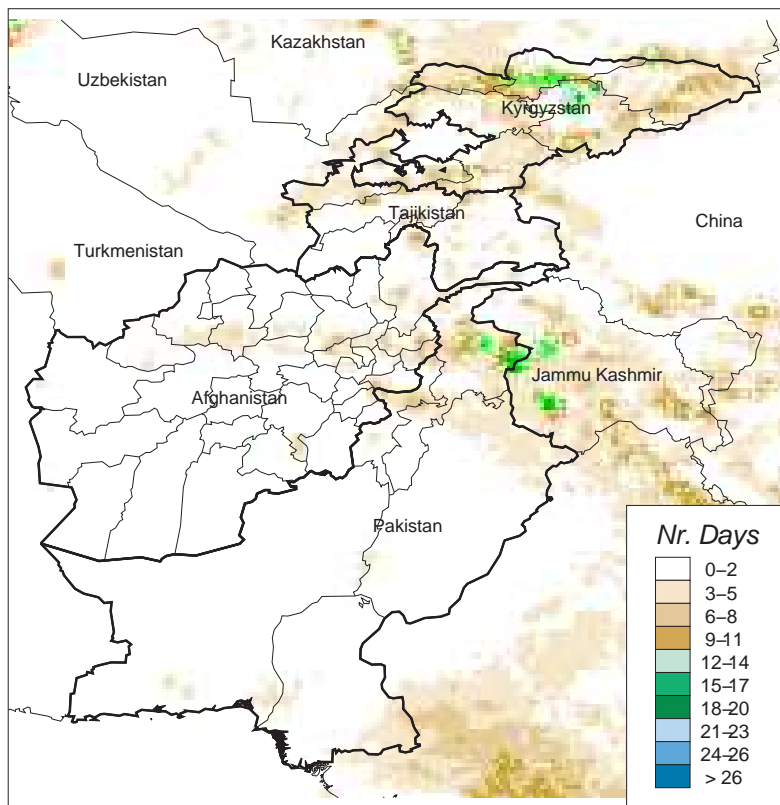 Kazakhstan
Uzbekistan
Kyrgyzstan
Tajikistan
China
Turkmenistan
Jammu Kashmir
Afghanistan
Pakistan
Nr. Days
0–2
3–5
6–8
9–11
12–14
15–17
18–20
21–23
24–26
> 26